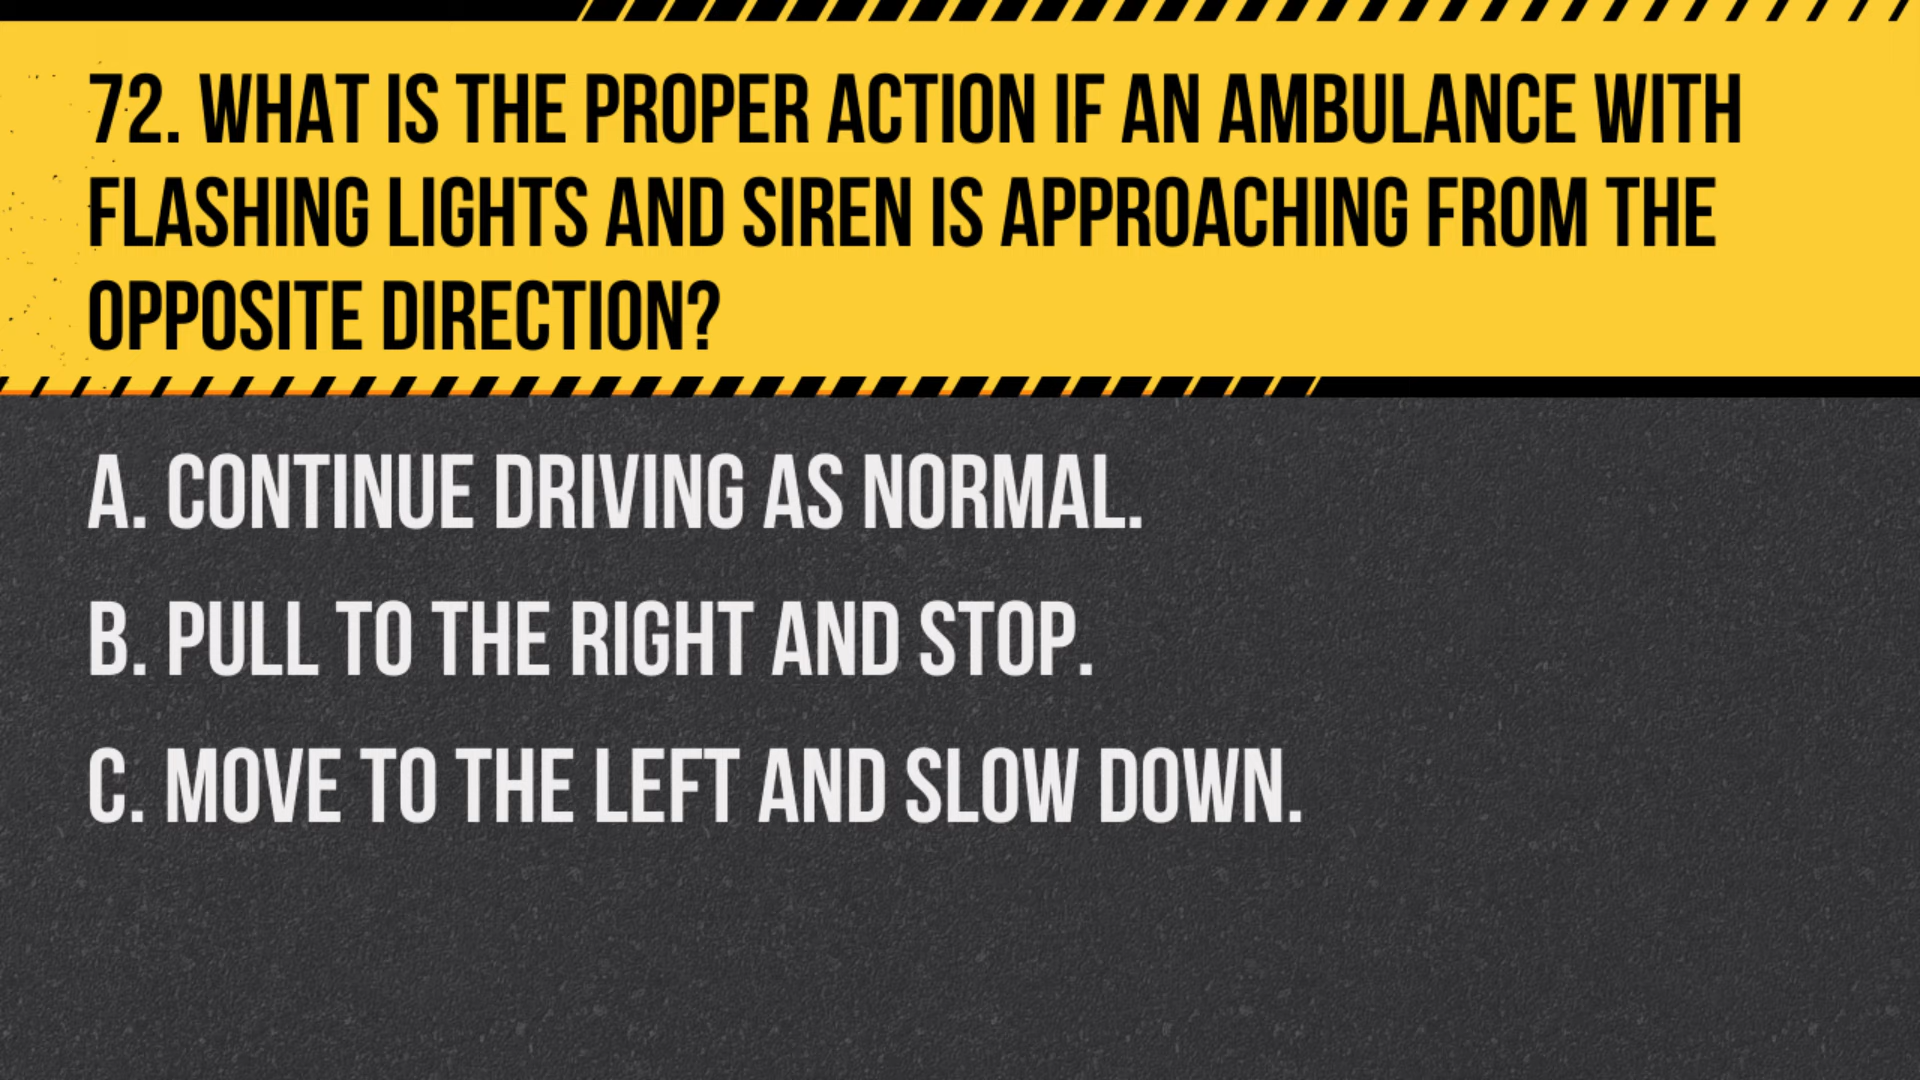 72. WHAT IS THE PROPER ACTION IF AN AMBULANCE WITH
FLASHING LIGHTS AND SIREN IS APPROACHING FROM THE
OPPOSITE DIRECTION?
A. CONTINUE DRIVING AS NORMAL.
B. PULL TO THE RIGHT AND STOP.
C. MOVE TO THE LEFT AND SLOW DOWN.